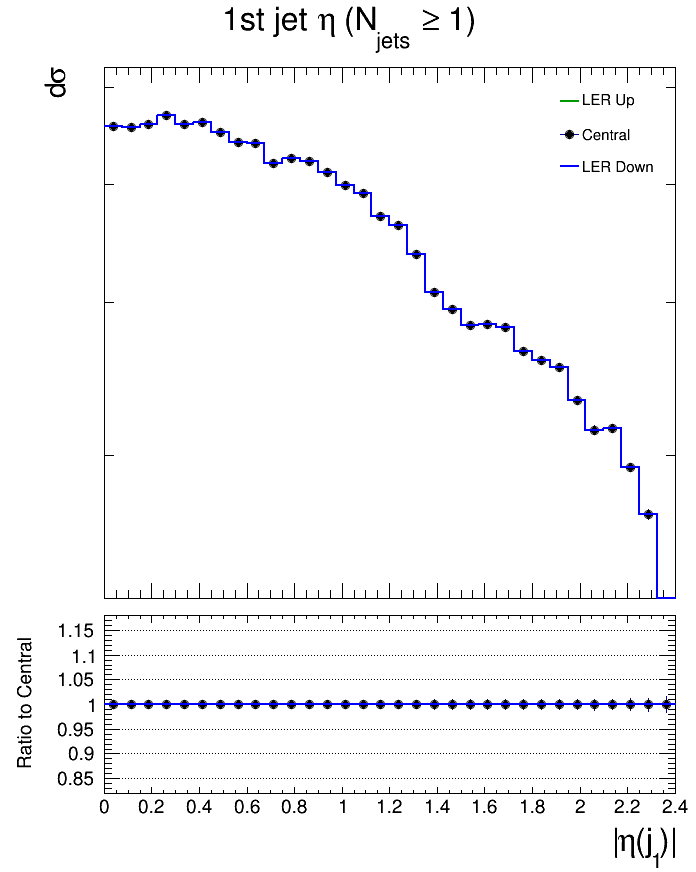 1st jet η (N_jets ≥ 1)
dσ
LER Up
Central
LER Down
Ratio to Central
1.15
1.1
1.05
1
0.95
0.9
0.85
0 0.2 0.4 0.6 0.8 1 1.2 1.4 1.6 1.8 2 2.2 2.4
|η(j_1)|